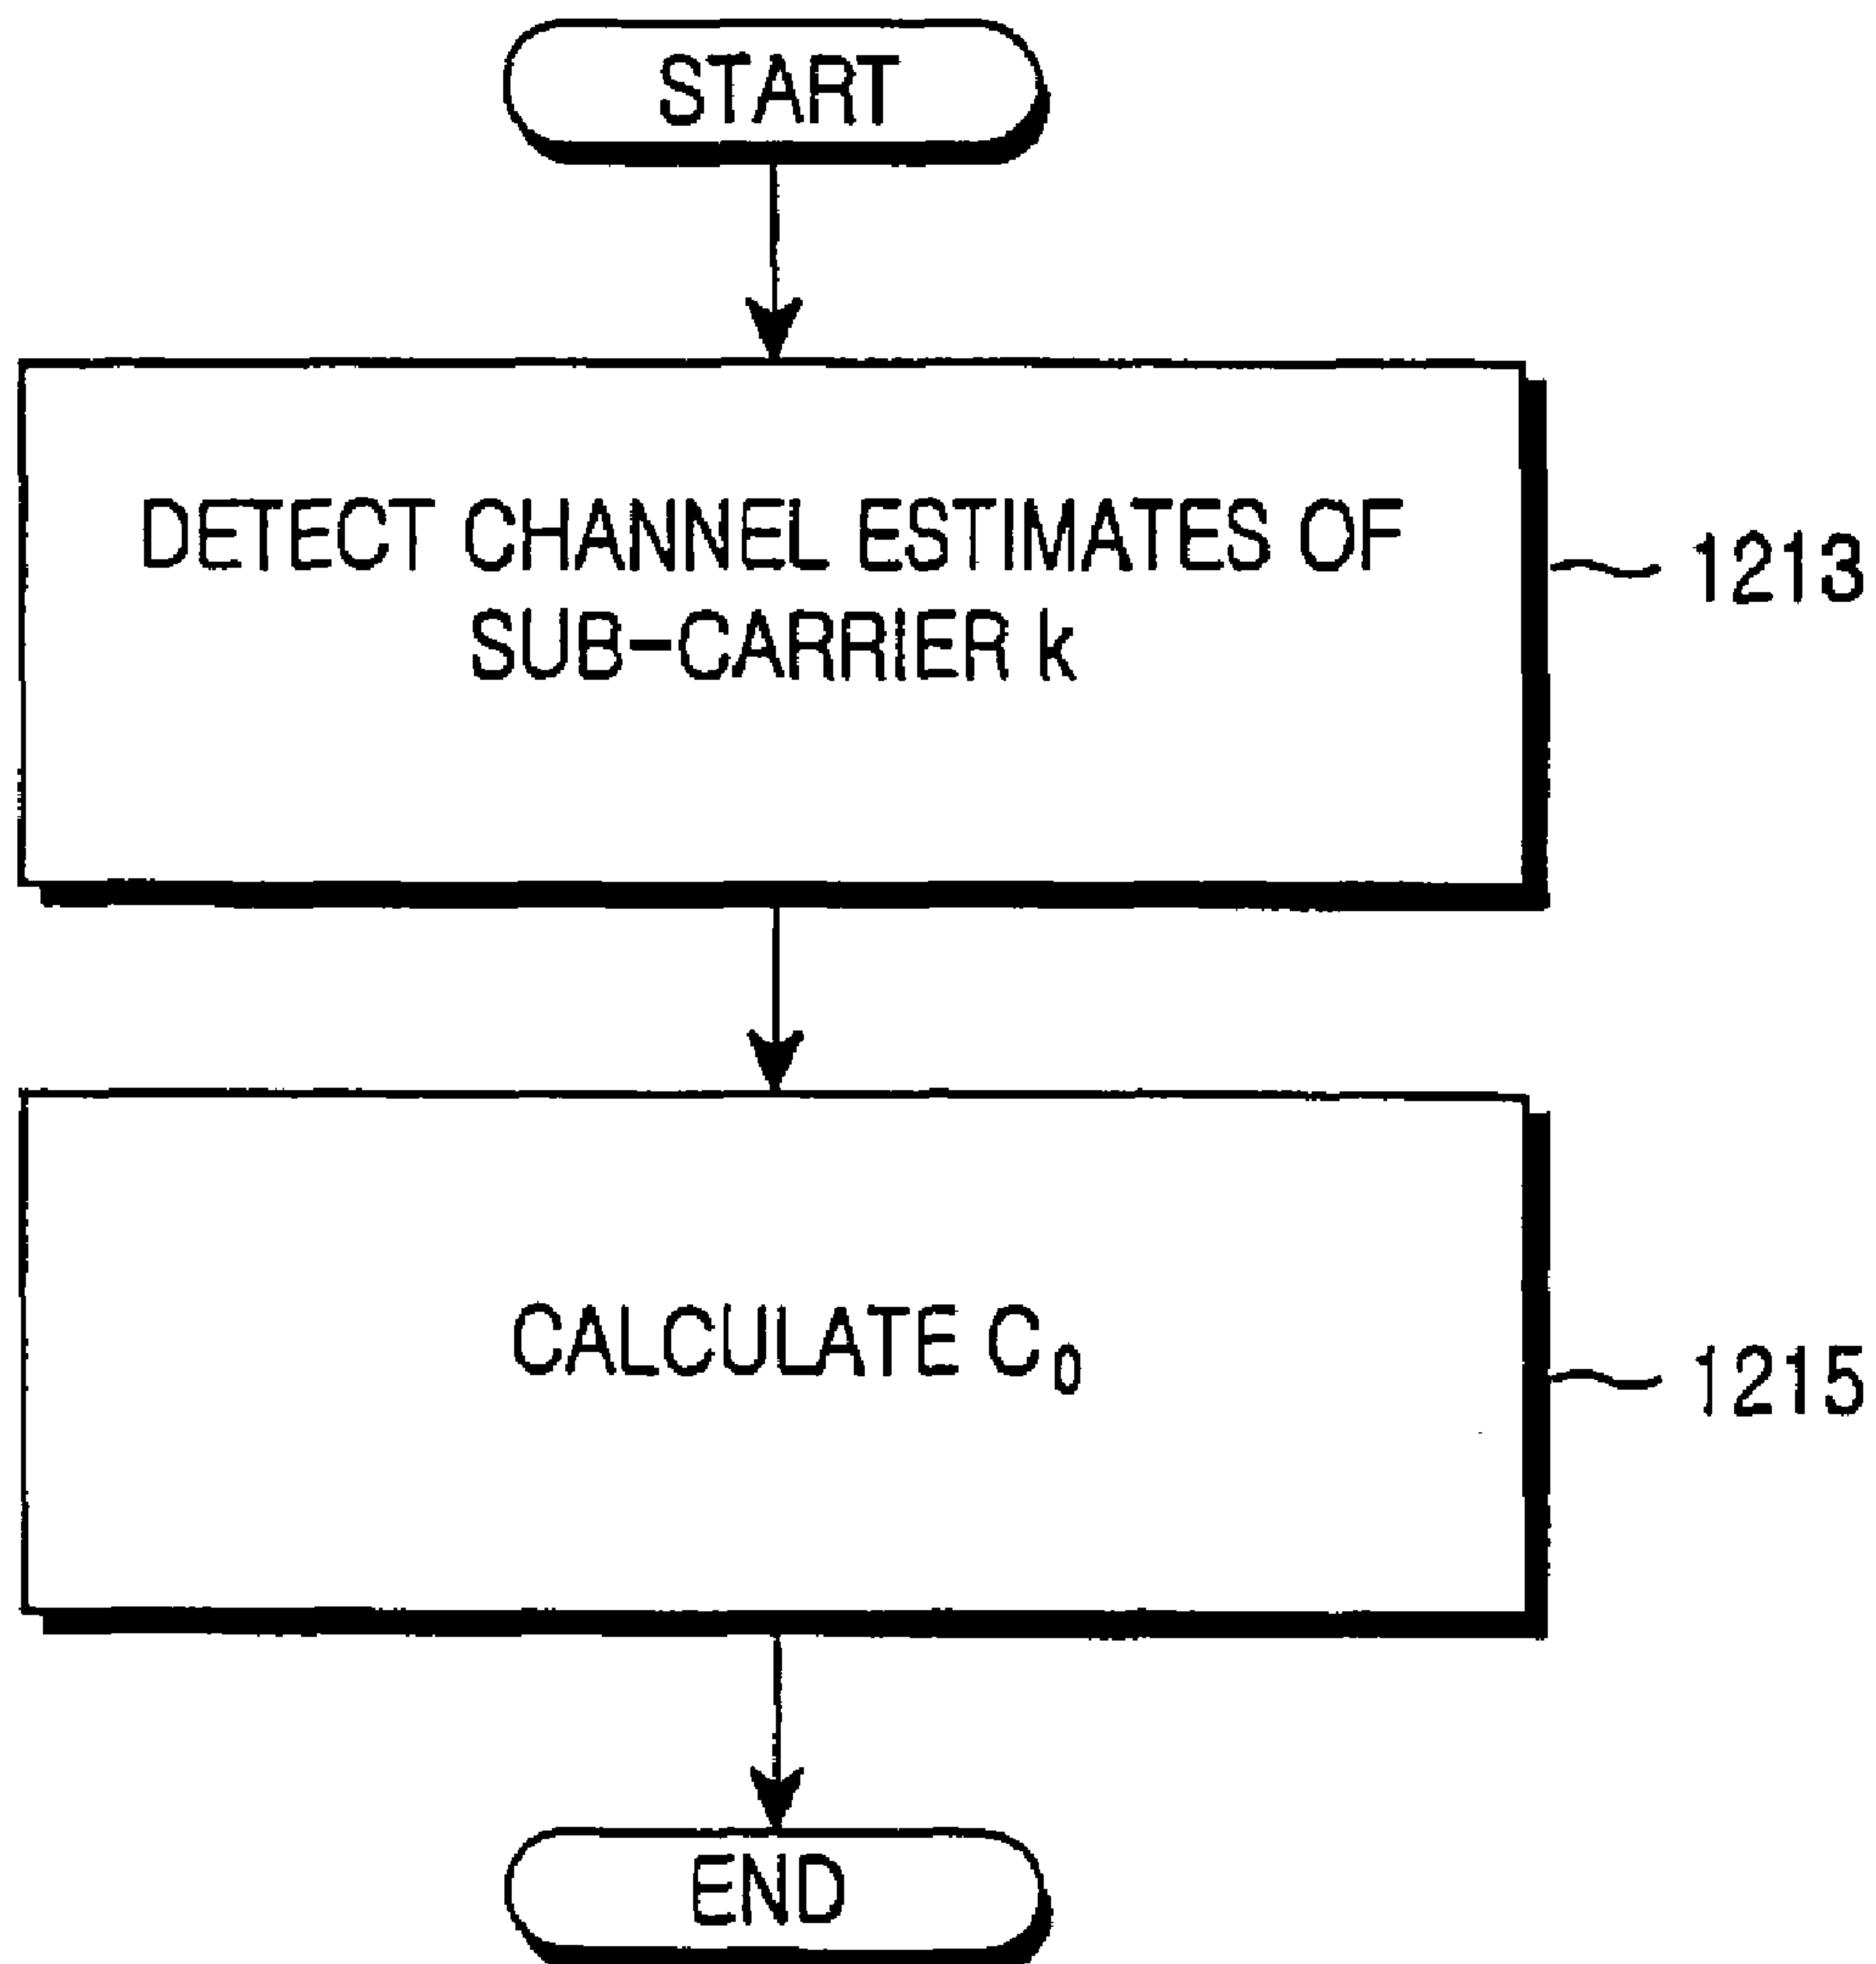 START
DETECT CHANNEL ESTIMATES OF
SUB-CARRIER k
1213
CALCULATE C₀
1215
END